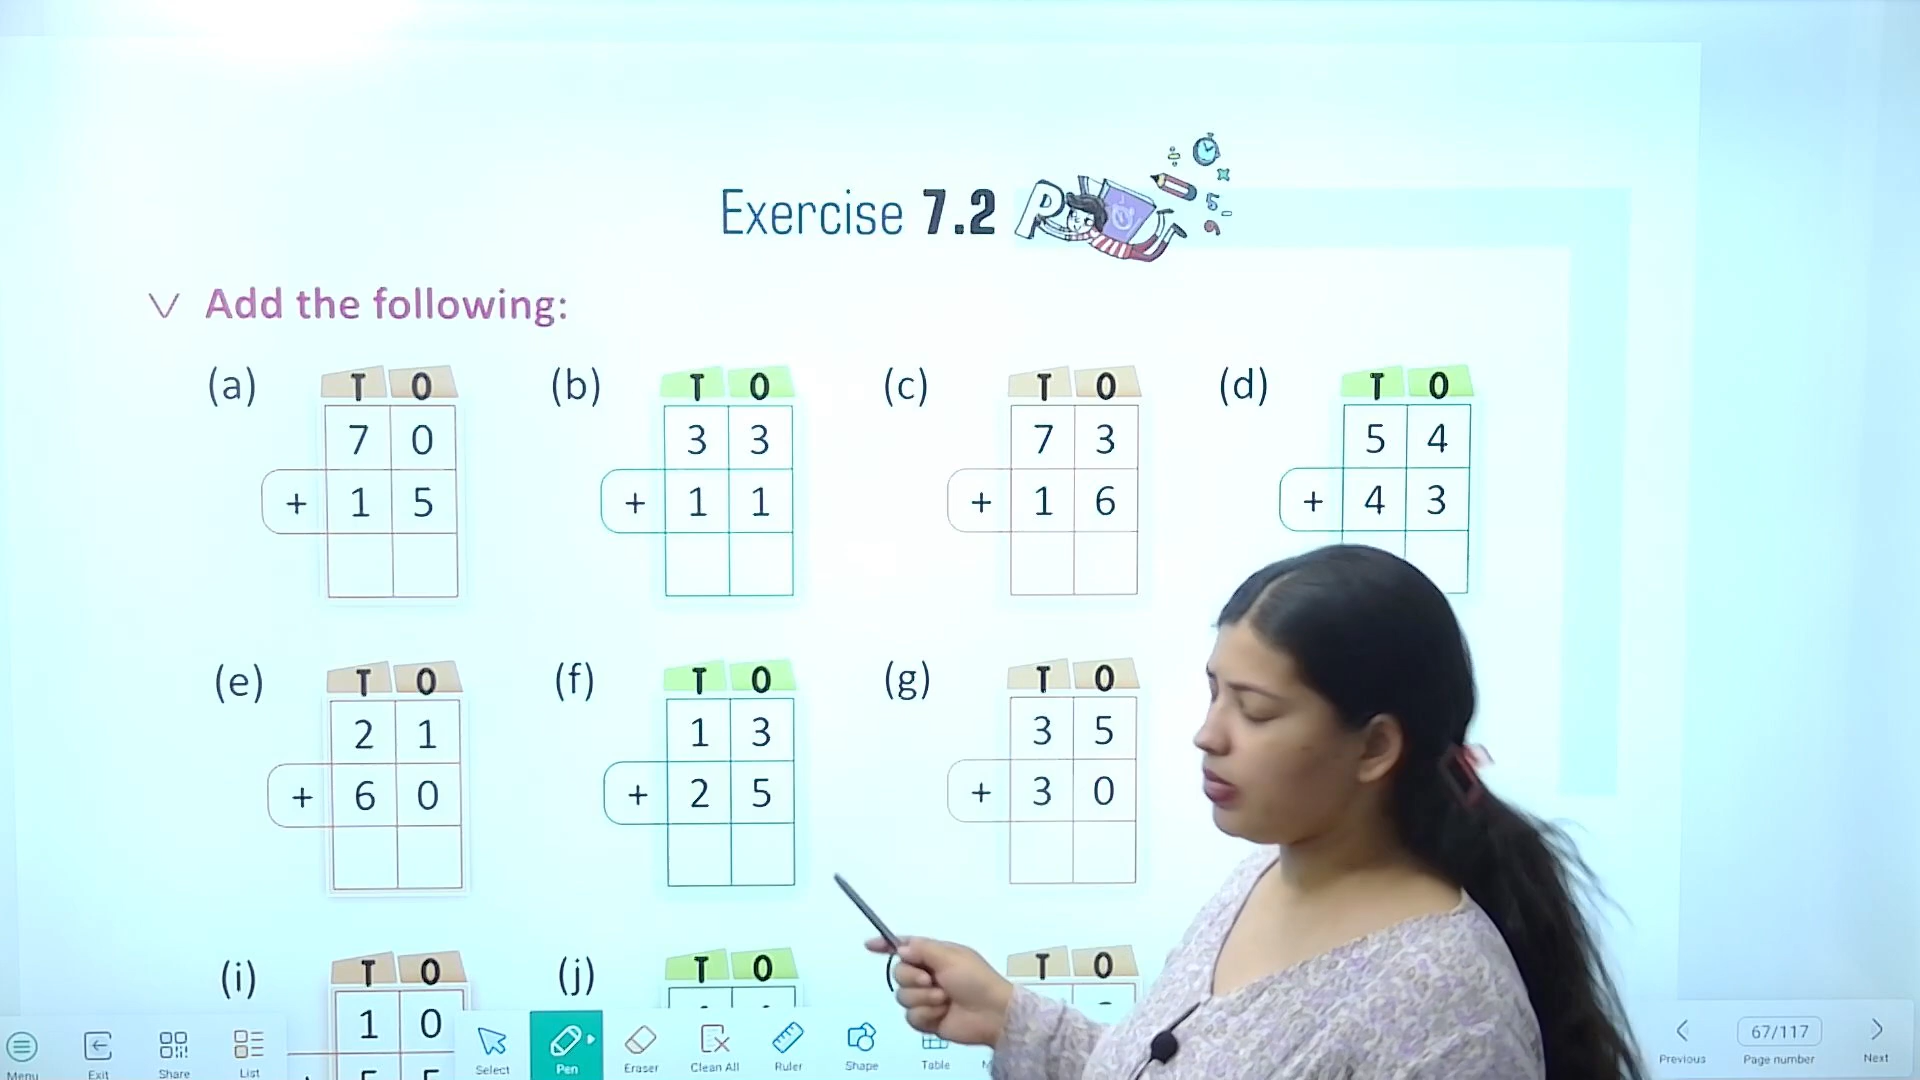 Exercise 7.2
Add the following:
(a) T O (b) T O (c) T O (d) T O
7 0 3 3 7 3 5 4
+ 1 5 + 1 1 + 1 6 + 4 3
(e) T O (f) T O (g) T O
2 1 1 3 3 5
+ 6 0 + 2 5 + 3 0
(i) T O (j) T O T O
1 0
Menu Exit Share List Select Pen Eraser Clean All Ruler Shape Table Previous 67/117 Page number Next